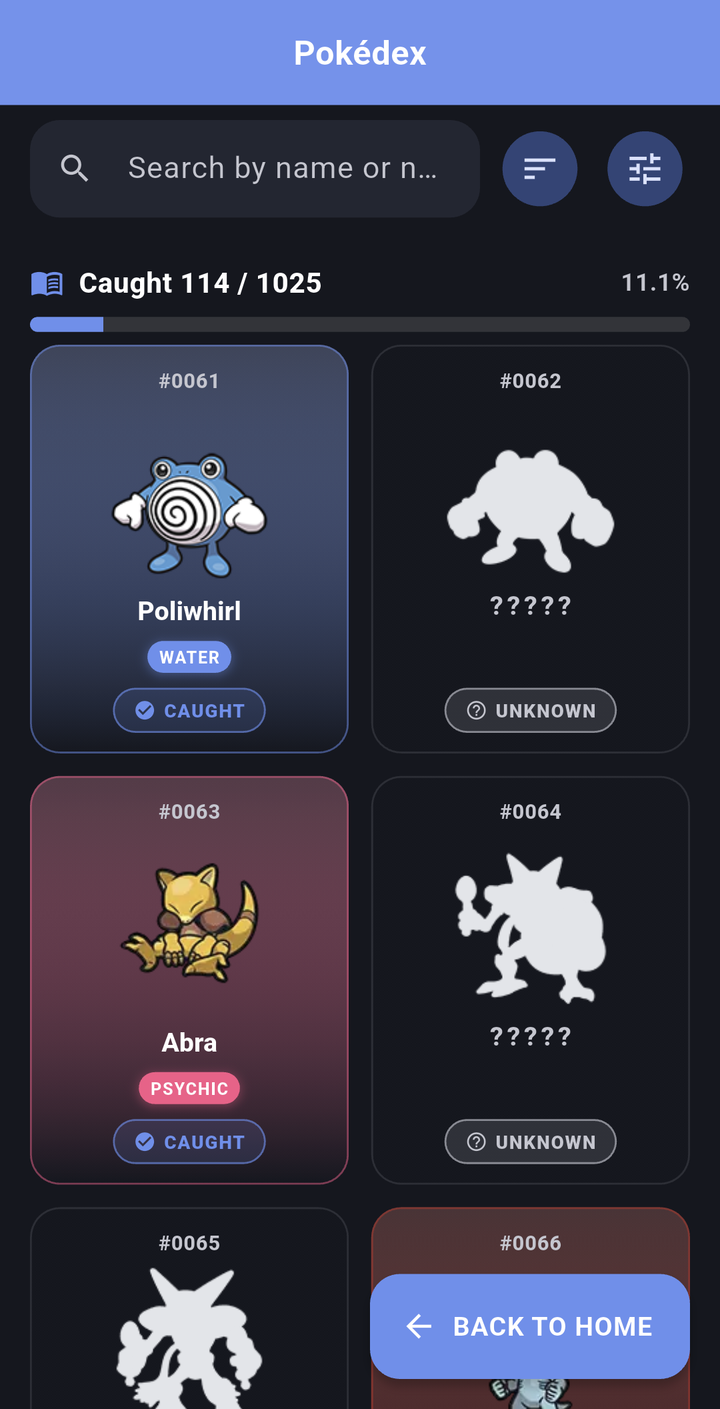 Pokédex
Search by name or n...
Caught 114 / 1025
11.1%
#0061
#0062
Poliwhirl
?????
WATER
CAUGHT
UNKNOWN
#0063
#0064
Abra
?????
PSYCHIC
CAUGHT
UNKNOWN
#0065
#0066
BACK TO HOME